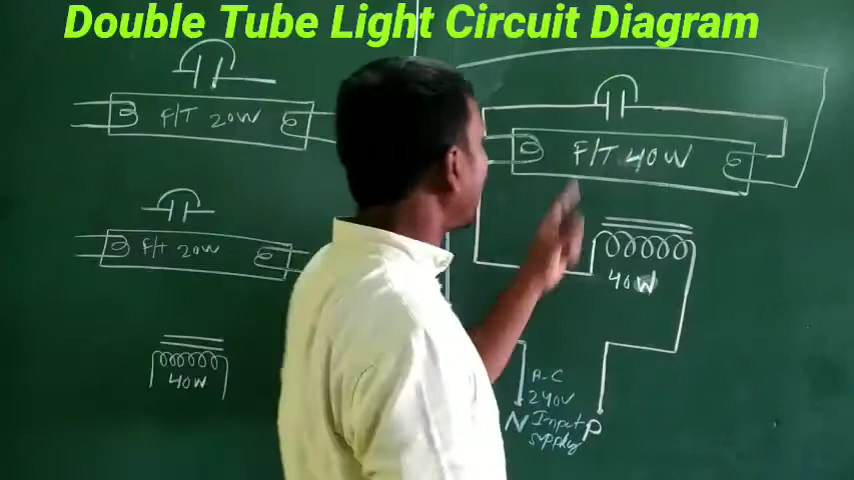 Double Tube Light Circuit Diagram
F/T 20W
F/T 20W
40W
F/T 40W
40W
A-C
240V
N Input P
supply